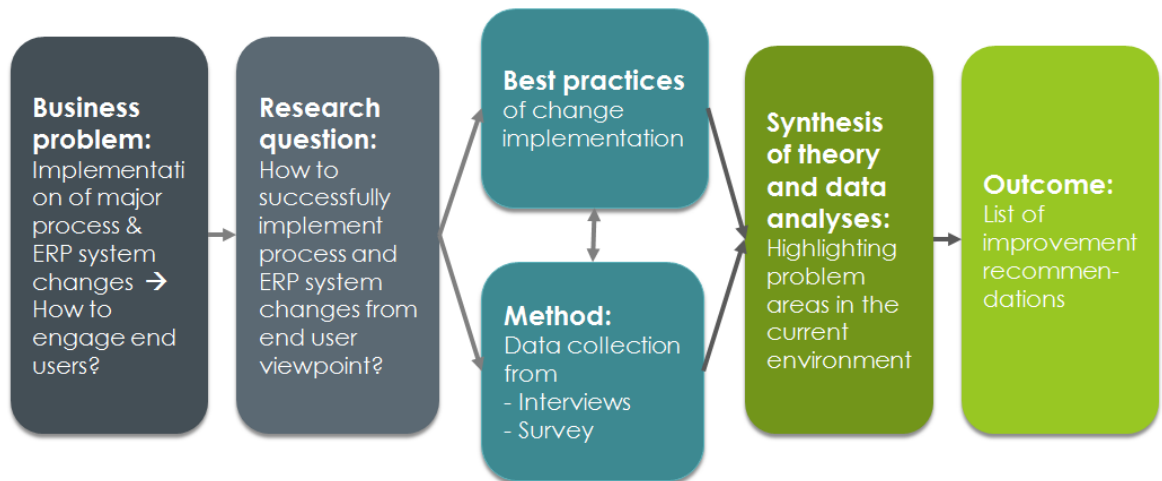 Business
problem:
Implementati
on of major
process &
ERP system
changes →
How to
engage end
users?
Research
question:
How to
successfully
implement
process and
ERP system
changes from
end user
viewpoint?
Best practices
of change
implementation
Method:
Data collection
from
- Interviews
- Survey
Synthesis
of theory
and data
analyses:
Highlighting
problem
areas in the
current
environment
Outcome:
List of
improvement
recommen-
dations